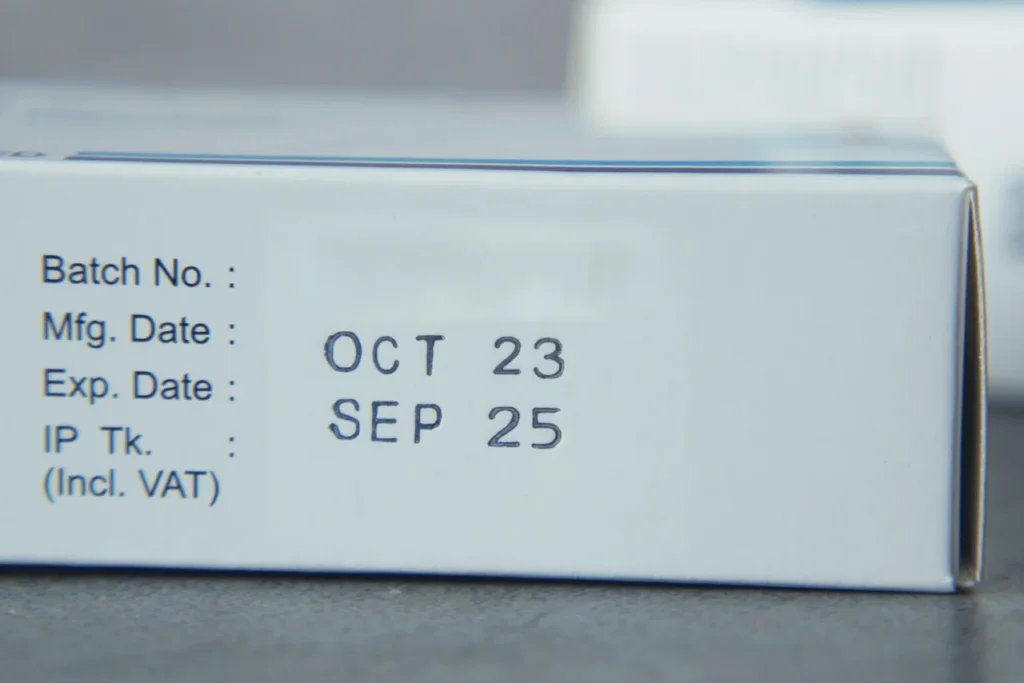 Batch No. :
Mfg. Date : OCT 23
Exp. Date : SEP 25
IP Tk. :
(Incl. VAT)